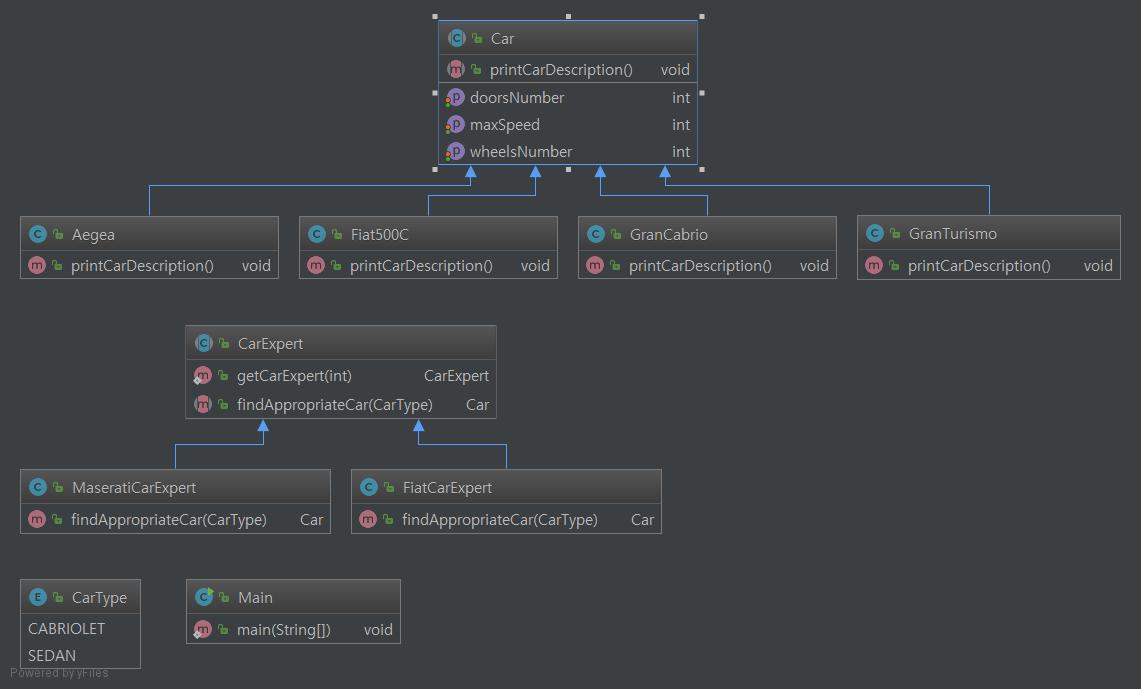 Car
printCarDescription() void
doorsNumber int
maxSpeed int
wheelsNumber int
Aegea
printCarDescription() void
Fiat500C
printCarDescription() void
GranCabrio
printCarDescription() void
GranTurismo
printCarDescription() void
CarExpert
getCarExpert(int) CarExpert
findAppropriateCar(CarType) Car
MaseratiCarExpert
findAppropriateCar(CarType) Car
FiatCarExpert
findAppropriateCar(CarType) Car
CarType
CABRIOLET
SEDAN
Main
main(String[]) void
Powered by yFiles